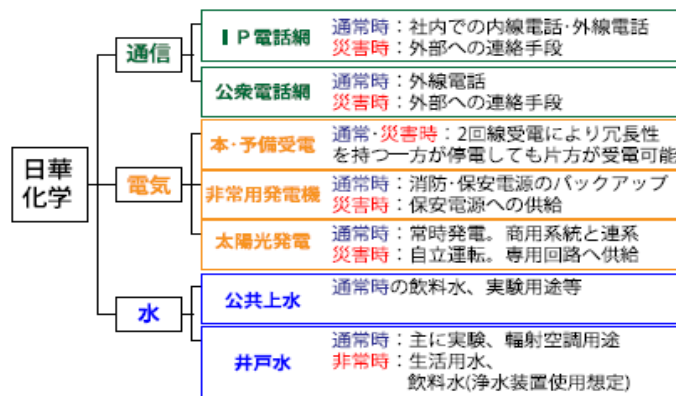 日華
化学
通信
ＩＰ電話網
通常時：社内での内線電話･外線電話
災害時：外部への連絡手段
公衆電話網
通常時：外線電話
災害時：外部への連絡手段
電気
本･予備受電
通常･災害時：2回線受電により冗長性
を持つ一方が停電しても片方が受電可能
非常用発電機
通常時：消防･保安電源のバックアップ
災害時：保安電源への供給
太陽光発電
通常時：常時発電。商用系統と連系
災害時：自立運転。専用回路へ供給
水
公共上水
通常時の飲料水、実験用途等
井戸水
通常時：主に実験、輻射空調用途
非常時：生活用水、
飲料水(浄水装置使用想定)